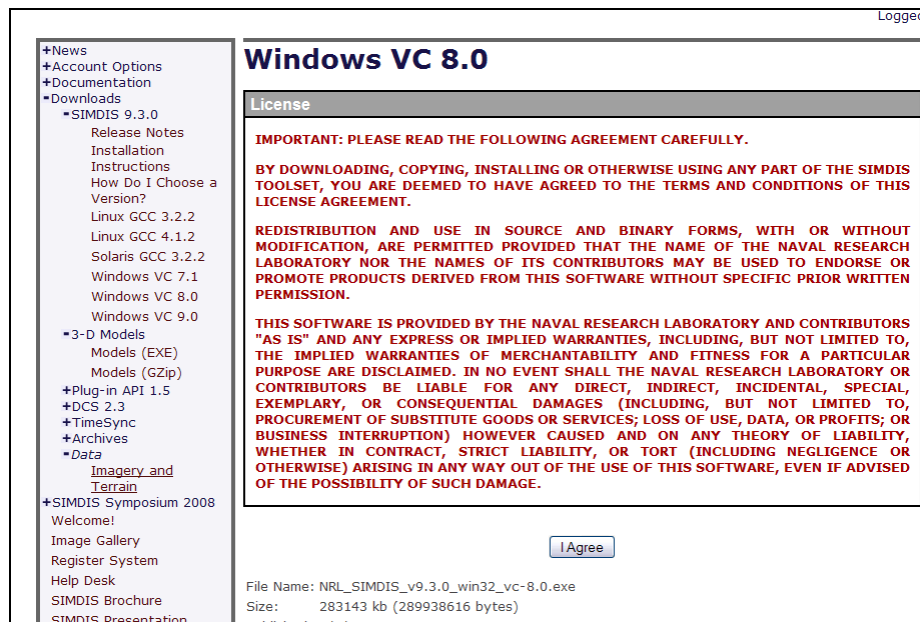 Logged
+News
+Account Options
+Documentation
-Downloads
-SIMDIS 9.3.0
Release Notes
Installation
Instructions
How Do I Choose a
Version?
Linux GCC 3.2.2
Linux GCC 4.1.2
Solaris GCC 3.2.2
Windows VC 7.1
Windows VC 8.0
Windows VC 9.0
-3-D Models
Models (EXE)
Models (GZip)
+Plug-in API 1.5
+DCS 2.3
+TimeSync
+Archives
-Data
Imagery and
Terrain
+SIMDIS Symposium 2008
Welcome!
Image Gallery
Register System
Help Desk
SIMDIS Brochure
SIMDIS Presentation
Windows VC 8.0
License
IMPORTANT: PLEASE READ THE FOLLOWING AGREEMENT CAREFULLY.
BY DOWNLOADING, COPYING, INSTALLING OR OTHERWISE USING ANY PART OF THE SIMDIS
TOOLSET, YOU ARE DEEMED TO HAVE AGREED TO THE TERMS AND CONDITIONS OF THIS
LICENSE AGREEMENT.
REDISTRIBUTION AND USE IN SOURCE AND BINARY FORMS, WITH OR WITHOUT
MODIFICATION, ARE PERMITTED PROVIDED THAT THE NAME OF THE NAVAL RESEARCH
LABORATORY NOR THE NAMES OF ITS CONTRIBUTORS MAY BE USED TO ENDORSE OR
PROMOTE PRODUCTS DERIVED FROM THIS SOFTWARE WITHOUT SPECIFIC PRIOR WRITTEN
PERMISSION.
THIS SOFTWARE IS PROVIDED BY THE NAVAL RESEARCH LABORATORY AND CONTRIBUTORS
"AS IS" AND ANY EXPRESS OR IMPLIED WARRANTIES, INCLUDING, BUT NOT LIMITED TO,
THE IMPLIED WARRANTIES OF MERCHANTABILITY AND FITNESS FOR A PARTICULAR
PURPOSE ARE DISCLAIMED. IN NO EVENT SHALL THE NAVAL RESEARCH LABORATORY OR
CONTRIBUTORS BE LIABLE FOR ANY DIRECT, INDIRECT, INCIDENTAL, SPECIAL,
EXEMPLARY, OR CONSEQUENTIAL DAMAGES (INCLUDING, BUT NOT LIMITED TO,
PROCUREMENT OF SUBSTITUTE GOODS OR SERVICES; LOSS OF USE, DATA, OR PROFITS; OR
BUSINESS INTERRUPTION) HOWEVER CAUSED AND ON ANY THEORY OF LIABILITY,
WHETHER IN CONTRACT, STRICT LIABILITY, OR TORT (INCLUDING NEGLIGENCE OR
OTHERWISE) ARISING IN ANY WAY OUT OF THE USE OF THIS SOFTWARE, EVEN IF ADVISED
OF THE POSSIBILITY OF SUCH DAMAGE.
I Agree
File Name: NRL_SIMDIS_v9.3.0_win32_vc-8.0.exe
Size: 283143 kb (289938616 bytes)